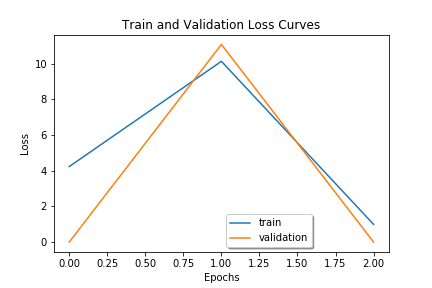 Train and Validation Loss Curves
10
8
6
4
2
0
Loss
train
validation
0.00 0.25 0.50 0.75 1.00 1.25 1.50 1.75 2.00
Epochs